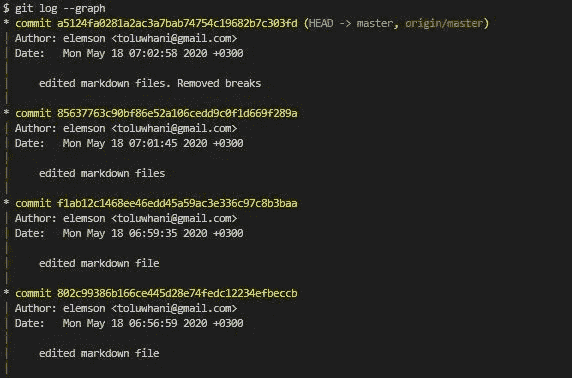 $ git log --graph
* commit a5124fa0281a2ac3a7bab74754c19682b7c303fd (HEAD -> master, origin/master)
| Author: elemson <toluwhani@gmail.com>
| Date:   Mon May 18 07:02:58 2020 +0300
|
|     edited markdown files. Removed breaks
|
* commit 85637763c90bf86e52a106cedd9c0f1d669f289a
| Author: elemson <toluwhani@gmail.com>
| Date:   Mon May 18 07:01:45 2020 +0300
|
|     edited markdown files
|
* commit f1ab12c1468ee46edd45a59ac3e336c97c8b3baa
| Author: elemson <toluwhani@gmail.com>
| Date:   Mon May 18 06:59:35 2020 +0300
|
|     edited markdown file
|
* commit 802c99386b166ce445d28e74fedc12234efbeccb
| Author: elemson <toluwhani@gmail.com>
| Date:   Mon May 18 06:56:59 2020 +0300
|
|     edited markdown file
|